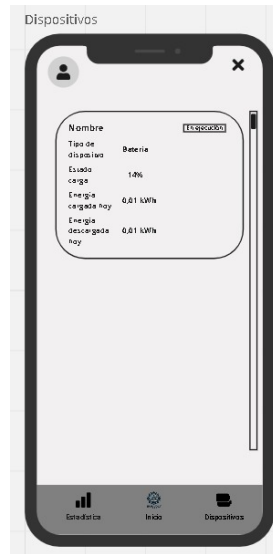 Dispositivos
Nombre
En ejecución
Tipo de
disposivo
Batería
Estado
carga
14%
Energía
cargada hoy
0,01 kWh
Energía
descargada
hoy
0,01 kWh
Estadística
Inicio
Dispositivos